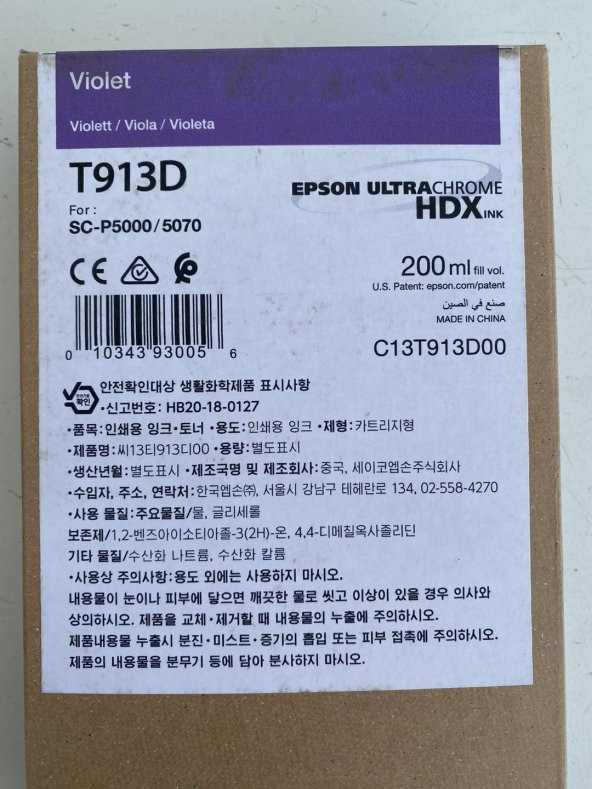 Violet
Violett / Viola / Violeta
T913D
For :
SC-P5000/5070
EPSON ULTRACHROME
HDX INK
CE
200 ml fill vol.
U.S. Patent: epson.com/patent
صنع في الصين
MADE IN CHINA
0 10343 93005 6
C13T913D00
확인 안전확인대상 생활화학제품 표시사항
•신고번호: HB20-18-0127
•품목:인쇄용 잉크•토너 •용도:인쇄용 잉크 •제형:카트리지형
•제품명:씨13티913디00 •용량:별도표시
•생산년월:별도표시 •제조국명 및 제조회사:중국, 세이코엡손주식회사
•수입자, 주소, 연락처:한국엡손㈜, 서울시 강남구 테헤란로 134, 02-558-4270
•사용 물질:주요물질/물, 글리세롤
보존제/1,2-벤즈아이소티아졸-3(2H)-온, 4,4-디메칠옥사졸리딘
기타 물질/수산화 나트륨, 수산화 칼륨
•사용상 주의사항:용도 외에는 사용하지 마시오.
내용물이 눈이나 피부에 닿으면 깨끗한 물로 씻고 이상이 있을 경우 의사와
상의하시오. 제품을 교체•제거할 때 내용물의 누출에 주의하시오.
제품내용물 누출시 분진•미스트•증기의 흡입 또는 피부 접촉에 주의하시오.
제품의 내용물을 분무기 등에 담아 분사하지 마시오.